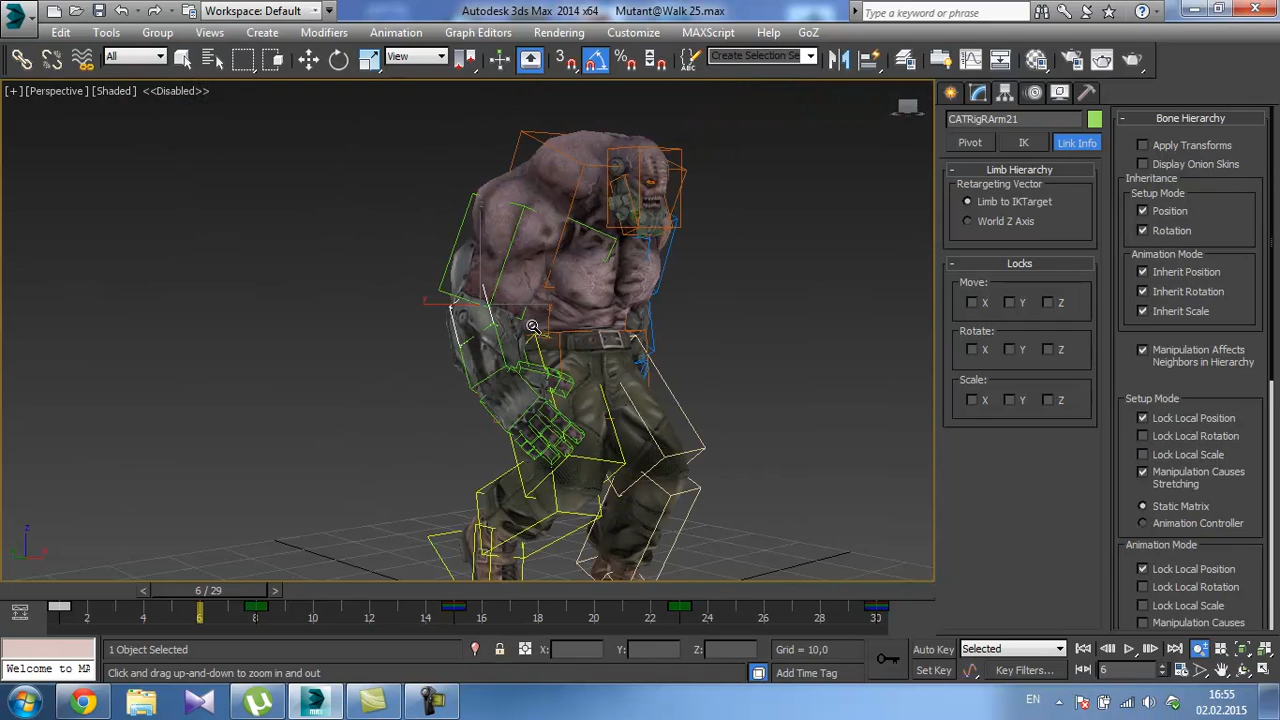 Workspace: Default
Autodesk 3ds Max 2014 x64
Mutant@Walk 25.max
Type a keyword or phrase
Edit Tools Group Views Create Modifiers Animation Graph Editors Rendering Customize MAXScript Help GoZ
All
View
3
Create Selection Se
[+] [Perspective] [Shaded] <<Disabled>>
CATRigRArm21
Pivot IK Link Info
- Limb Hierarchy
Retargeting Vector
Limb to IKTarget
World Z Axis
- Locks
Move:
X Y Z
Rotate:
X Y Z
Scale:
X Y Z
- Bone Hierarchy
Apply Transforms
Display Onion Skins
Inheritance
Setup Mode
Position
Rotation
Animation Mode
Inherit Position
Inherit Rotation
Inherit Scale
Manipulation Affects
Neighbors in Hierarchy
Setup Mode
Lock Local Position
Lock Local Rotation
Lock Local Scale
Manipulation Causes
Stretching
Static Matrix
Animation Controller
Animation Mode
Lock Local Position
Lock Local Rotation
Lock Local Scale
Manipulation Causes
z
< 6 / 29 >
2 4 6 8 10 12 14 16 18 20 22 24 26 28 30
1 Object Selected
X: Y: Z:
Grid = 10,0
Auto Key
Selected
Welcome to MA
Click and drag up-and-down to zoom in and out
Add Time Tag
Set Key
Key Filters...
6
EN
16:55
02.02.2015